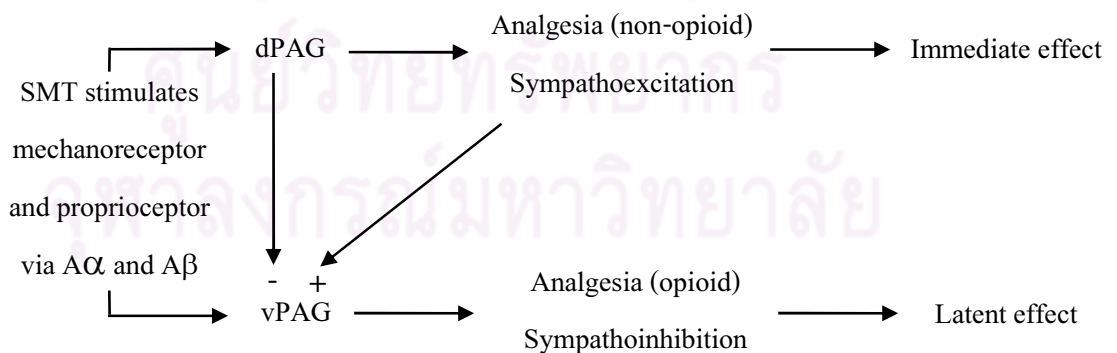 Analgesia (non-opioid)
dPAG
Immediate effect
Sympathoexcitation
SMT stimulates
mechanoreceptor
and proprioceptor
via Aα and Aβ
- +
vPAG
Analgesia (opioid)
Sympathoinhibition
Latent effect
ศูนย์วิทยทรัพยากร
จุฬาลงกรณ์มหาวิทยาลัย